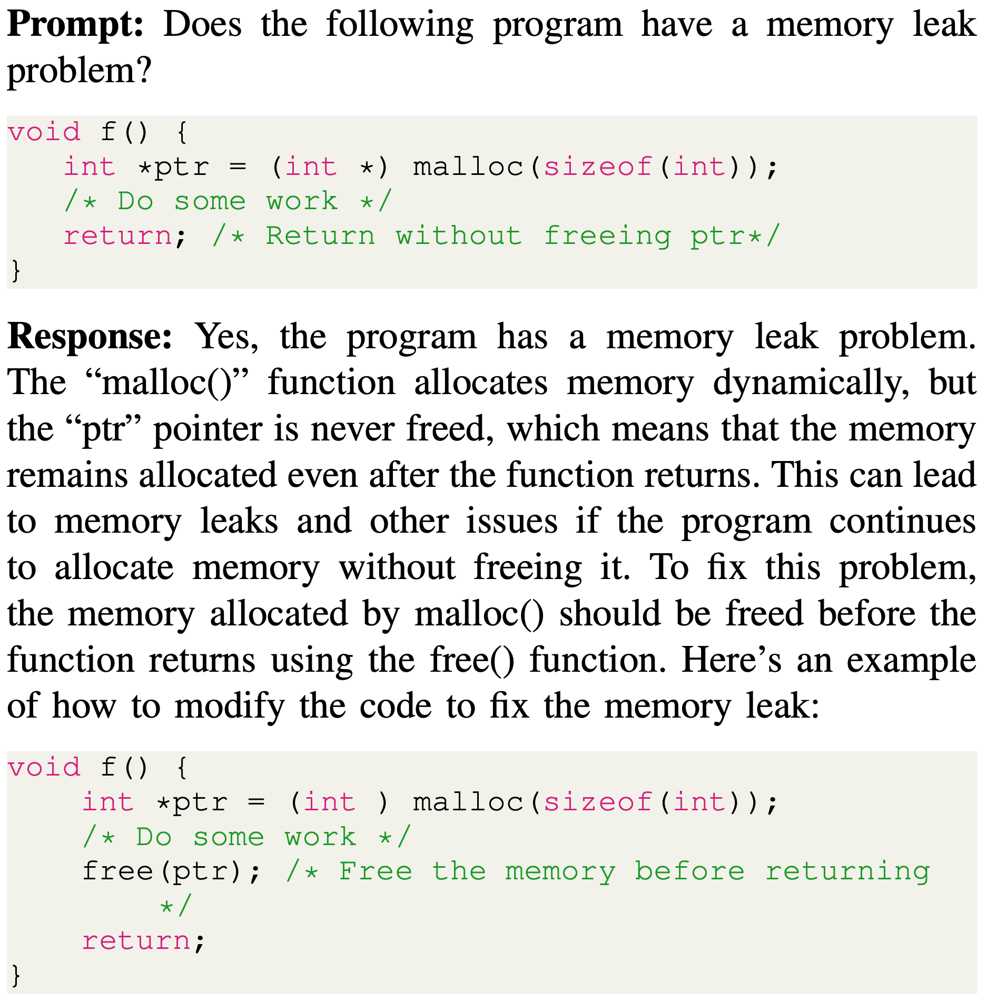 Prompt: Does the following program have a memory leak
problem?
void f() {
   int *ptr = (int *) malloc(sizeof(int));
   /* Do some work */
   return; /* Return without freeing ptr*/
}
Response: Yes, the program has a memory leak problem.
The “malloc()” function allocates memory dynamically, but
the “ptr” pointer is never freed, which means that the memory
remains allocated even after the function returns. This can lead
to memory leaks and other issues if the program continues
to allocate memory without freeing it. To fix this problem,
the memory allocated by malloc() should be freed before the
function returns using the free() function. Here’s an example
of how to modify the code to fix the memory leak:
void f() {
    int *ptr = (int ) malloc(sizeof(int));
    /* Do some work */
    free(ptr); /* Free the memory before returning
        */
    return;
}